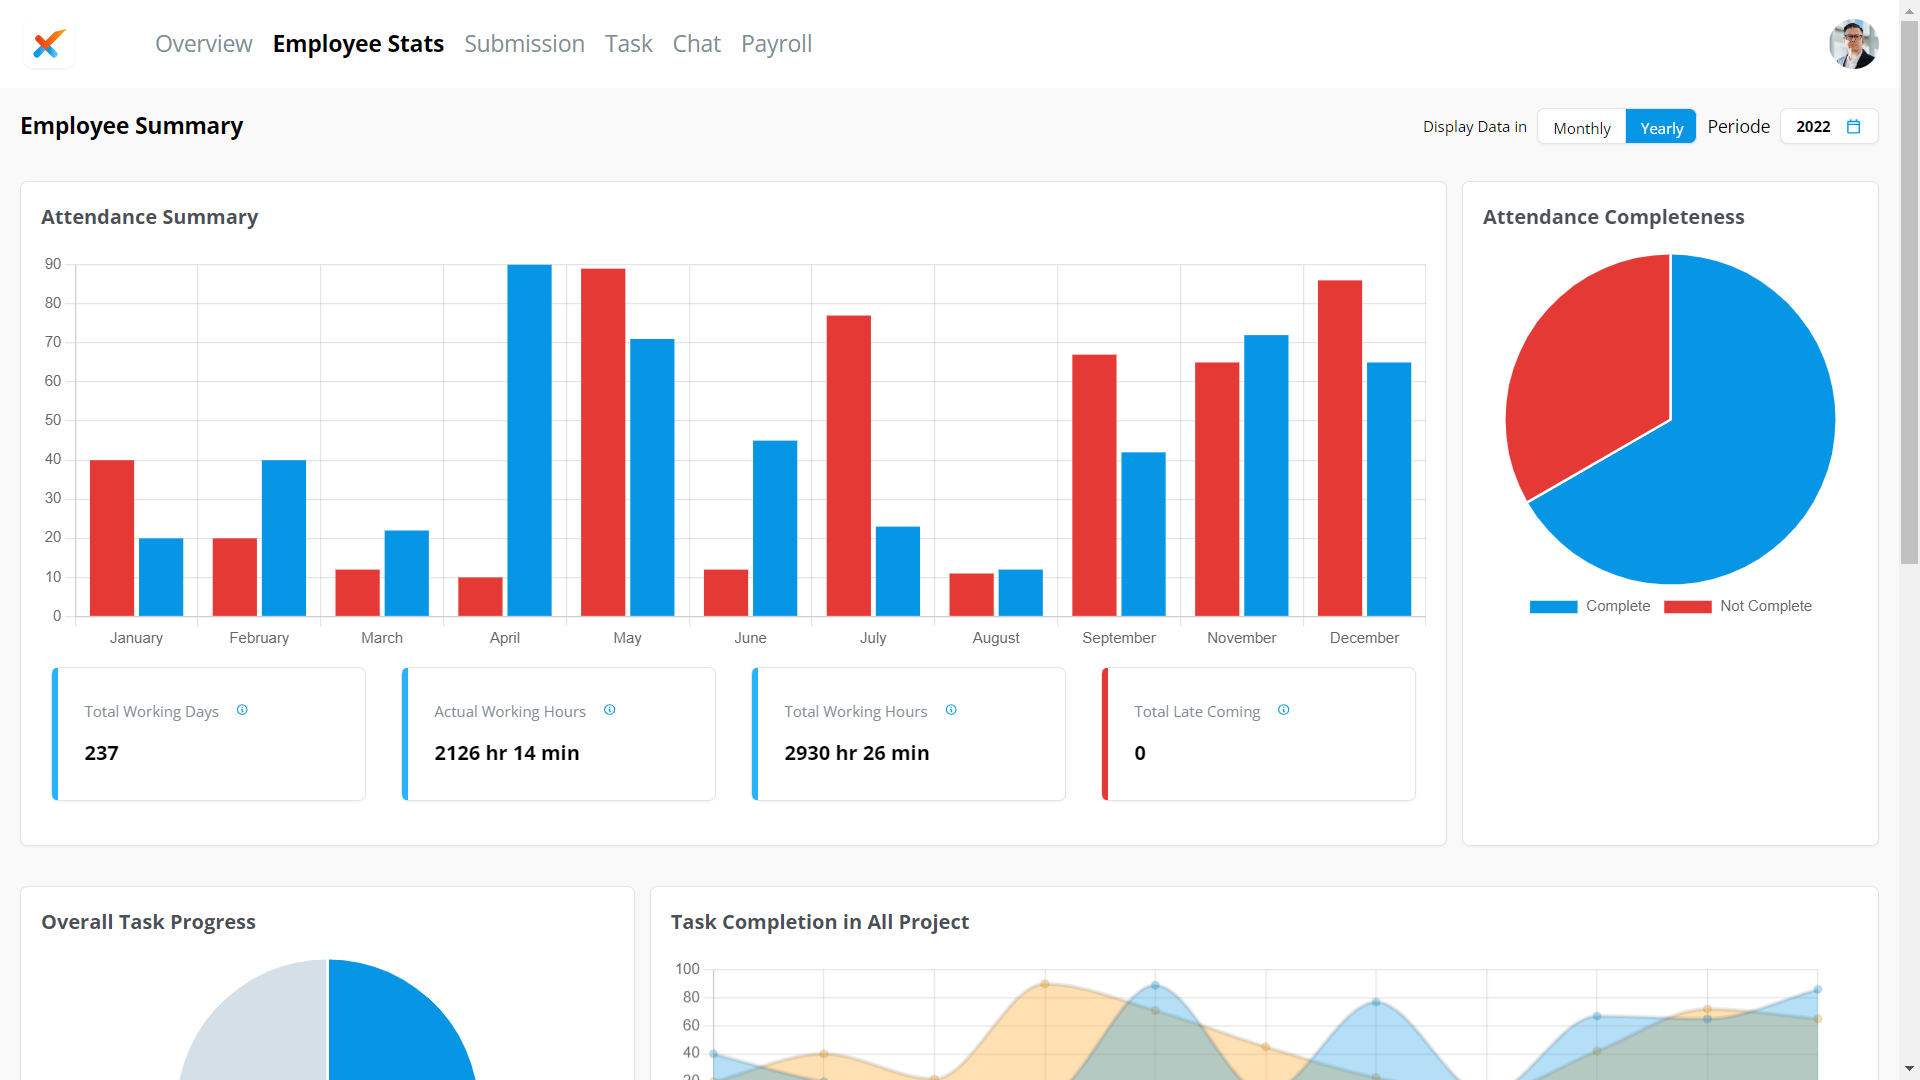 Overview Employee Stats Submission Task Chat Payroll
Employee Summary
Display Data in Monthly Yearly Periode 2022
Attendance Summary
90
80
70
60
50
40
30
20
10
0
January February March April May June July August September November December
Total Working Days
237
Actual Working Hours
2126 hr 14 min
Total Working Hours
2930 hr 26 min
Total Late Coming
0
Attendance Completeness
Complete Not Complete
Overall Task Progress
Task Completion in All Project
100
80
60
40
20